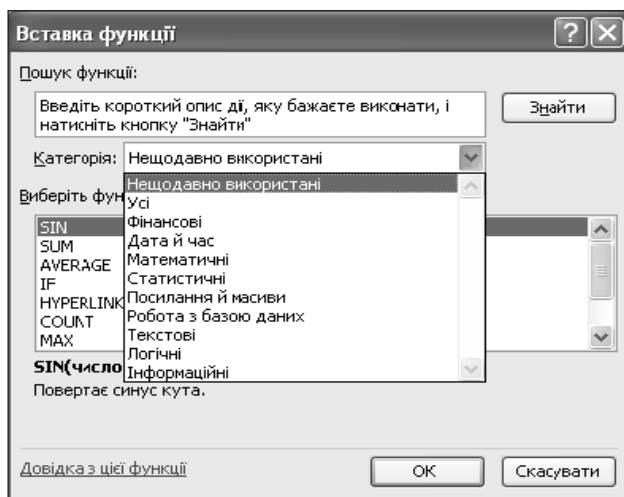 Вставка функції
Пошук функції:
Введіть короткий опис дії, яку бажаєте виконати, і
натисніть кнопку "Знайти"
Знайти
Категорія: Нещодавно використані
Нещодавно використані
Усі
Фінансові
Дата й час
Математичні
Статистичні
Посилання й масиви
Робота з базою даних
Текстові
Логічні
Інформаційні
Виберіть фун
SIN
SUM
AVERAGE
IF
HYPERLINK
COUNT
MAX
SIN(число
Повертає синус кута.
Довідка з цієї функції
ОК
Скасувати